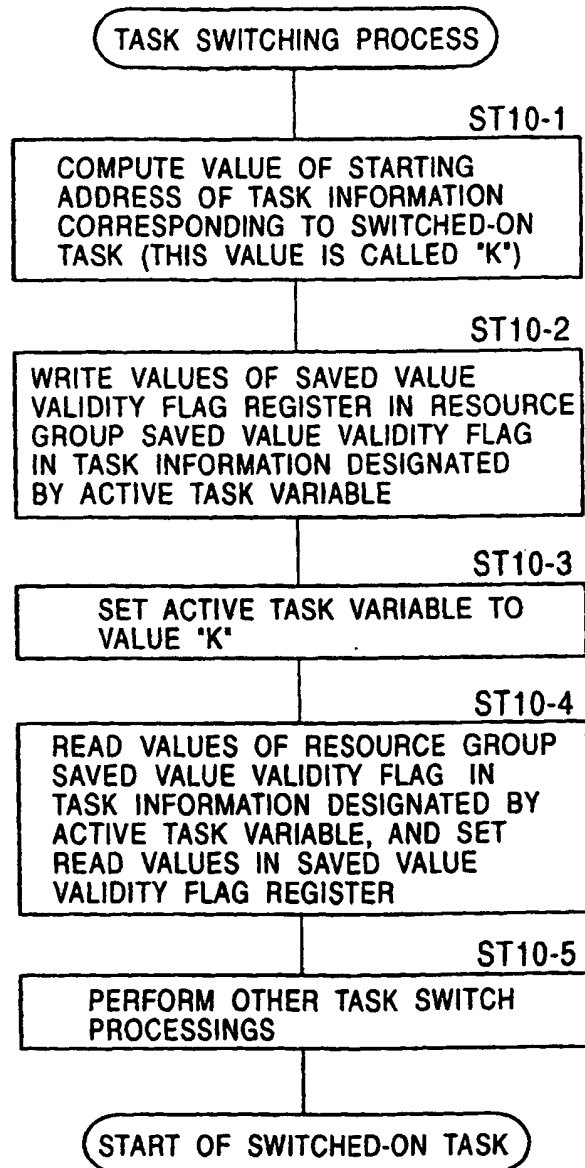 TASK SWITCHING PROCESS
ST10-1
COMPUTE VALUE OF STARTING
ADDRESS OF TASK INFORMATION
CORRESPONDING TO SWITCHED-ON
TASK (THIS VALUE IS CALLED "K")
ST10-2
WRITE VALUES OF SAVED VALUE
VALIDITY FLAG REGISTER IN RESOURCE
GROUP SAVED VALUE VALIDITY FLAG
IN TASK INFORMATION DESIGNATED
BY ACTIVE TASK VARIABLE
ST10-3
SET ACTIVE TASK VARIABLE TO
VALUE "K"
ST10-4
READ VALUES OF RESOURCE GROUP
SAVED VALUE VALIDITY FLAG IN
TASK INFORMATION DESIGNATED BY
ACTIVE TASK VARIABLE, AND SET
READ VALUES IN SAVED VALUE
VALIDITY FLAG REGISTER
ST10-5
PERFORM OTHER TASK SWITCH
PROCESSINGS
START OF SWITCHED-ON TASK